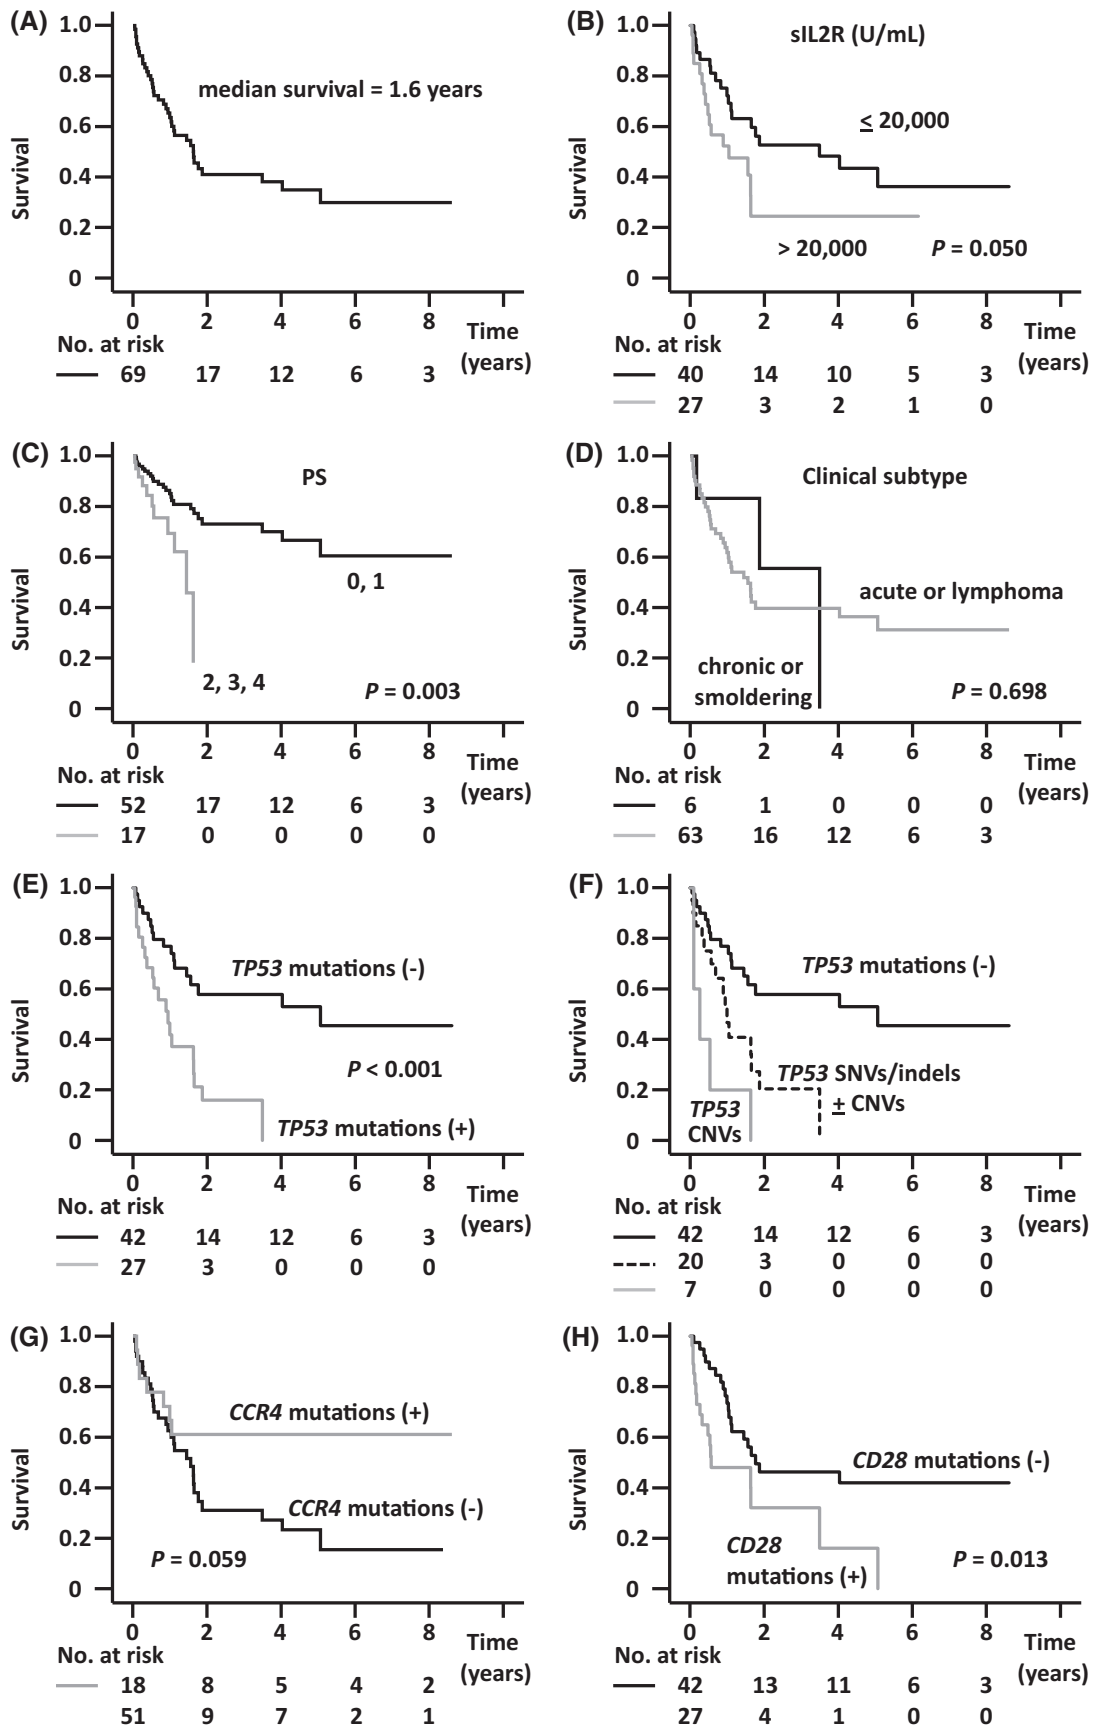 (A)
1.0
0.8
0.6
0.4
0.2
0
Survival
median survival = 1.6 years
0 2 4 6 8 Time
(years)
No. at risk
69 17 12 6 3
(B)
1.0
0.8
0.6
0.4
0.2
0
Survival
sIL2R (U/mL)
≤ 20,000
> 20,000 P = 0.050
0 2 4 6 8 Time
(years)
No. at risk
40 14 10 5 3
27 3 2 1 0
(C)
1.0
0.8
0.6
0.4
0.2
0
Survival
PS
0, 1
2, 3, 4
P = 0.003
0 2 4 6 8 Time
(years)
No. at risk
52 17 12 6 3
17 0 0 0 0
(D)
1.0
0.8
0.6
0.4
0.2
0
Survival
Clinical subtype
acute or lymphoma
chronic or
smoldering
P = 0.698
0 2 4 6 8 Time
(years)
No. at risk
6 1 0 0 0
63 16 12 6 3
(E)
1.0
0.8
0.6
0.4
0.2
0
Survival
TP53 mutations (-)
P < 0.001
TP53 mutations (+)
0 2 4 6 8 Time
(years)
No. at risk
42 14 12 6 3
27 3 0 0 0
(F)
1.0
0.8
0.6
0.4
0.2
0
Survival
TP53 mutations (-)
TP53 SNVs/indels
± CNVs
TP53
CNVs
0 2 4 6 8 Time
(years)
No. at risk
42 14 12 6 3
20 3 0 0 0
7 0 0 0 0
(G)
1.0
0.8
0.6
0.4
0.2
0
Survival
CCR4 mutations (+)
CCR4 mutations (-)
P = 0.059
0 2 4 6 8 Time
(years)
No. at risk
18 8 5 4 2
51 9 7 2 1
(H)
1.0
0.8
0.6
0.4
0.2
0
Survival
CD28 mutations (-)
CD28
mutations (+)
P = 0.013
0 2 4 6 8 Time
(years)
No. at risk
42 13 11 6 3
27 4 1 0 0